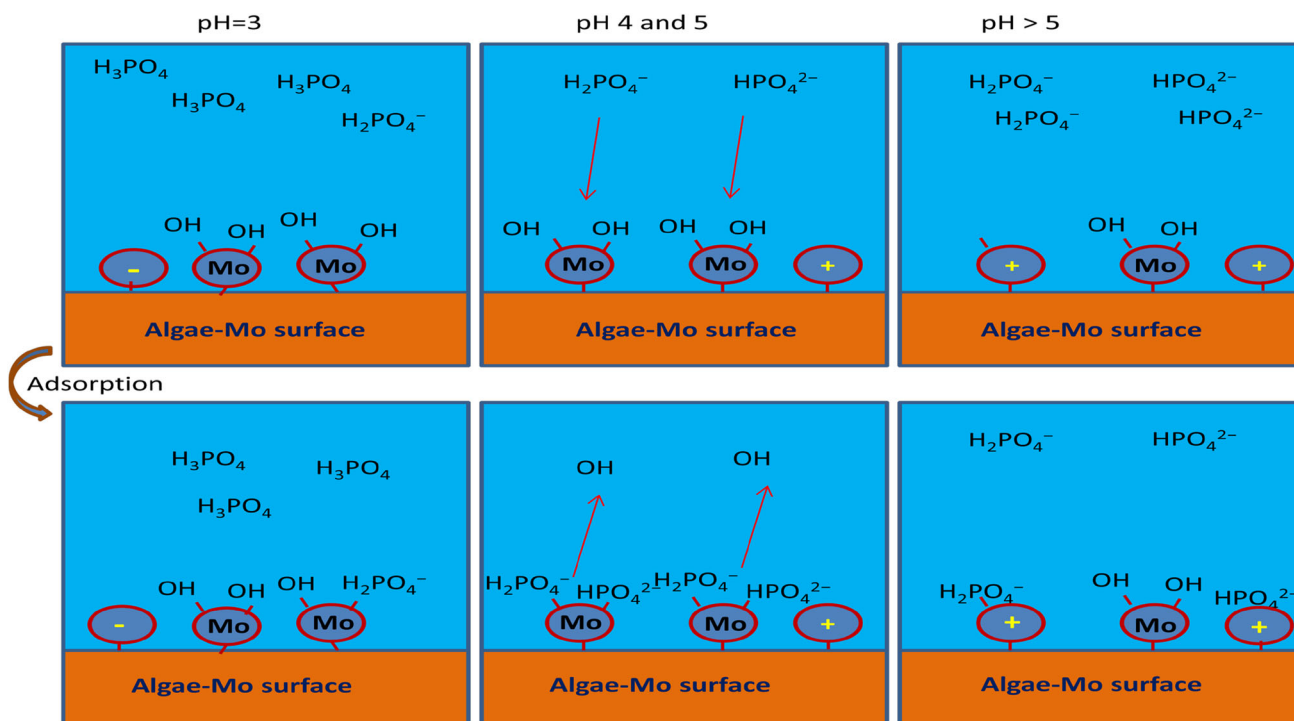 pH=3
pH 4 and 5
pH > 5
H₃PO₄
H₃PO₄
H₃PO₄
H₂PO₄⁻
OH
OH
OH
OH
-
Mo
Mo
Algae-Mo surface
H₂PO₄⁻
HPO₄²⁻
OH
OH
OH
OH
Mo
Mo
+
Algae-Mo surface
H₂PO₄⁻
HPO₄²⁻
H₂PO₄⁻
HPO₄²⁻
OH
OH
+
Mo
+
Algae-Mo surface
Adsorption
H₃PO₄
H₃PO₄
H₃PO₄
OH
OH
OH
H₂PO₄⁻
-
Mo
Mo
Algae-Mo surface
OH
OH
H₂PO₄⁻
HPO₄²⁻
H₂PO₄⁻
HPO₄²⁻
Mo
Mo
+
Algae-Mo surface
H₂PO₄⁻
HPO₄²⁻
H₂PO₄⁻
OH
OH
HPO₄²⁻
+
Mo
+
Algae-Mo surface